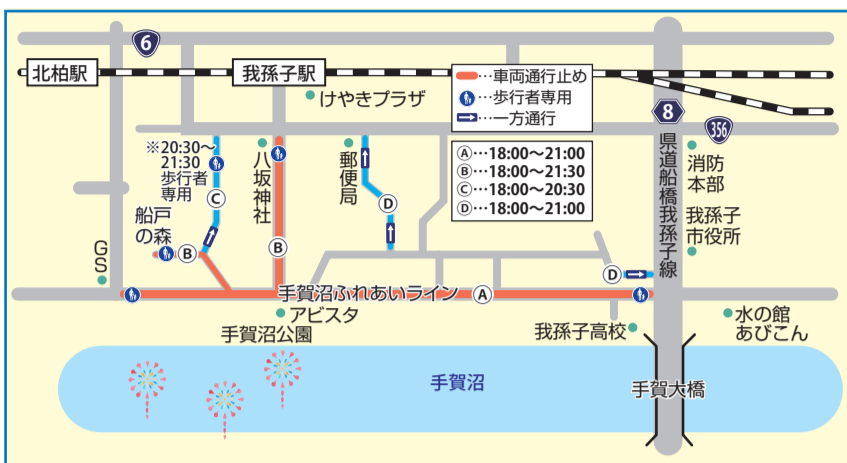 6
北柏駅
我孫子駅
けやきプラザ
…車両通行止め
…歩行者専用
…一方通行
8
356
Ⓐ…18:00〜21:00
Ⓑ…18:00〜21:30
Ⓒ…18:00〜20:30
Ⓓ…18:00〜21:00
※20:30〜
21:30
歩行者
専用
Ⓒ
船戸
の森
Ⓑ
八坂神社
Ⓑ
郵便局
Ⓓ
県道船橋我孫子線
消防
本部
我孫子
市役所
GS
Ⓓ
手賀沼ふれあいライン
Ⓐ
アビスタ
手賀沼公園
我孫子高校
水の館
あびこん
手賀沼
手賀大橋